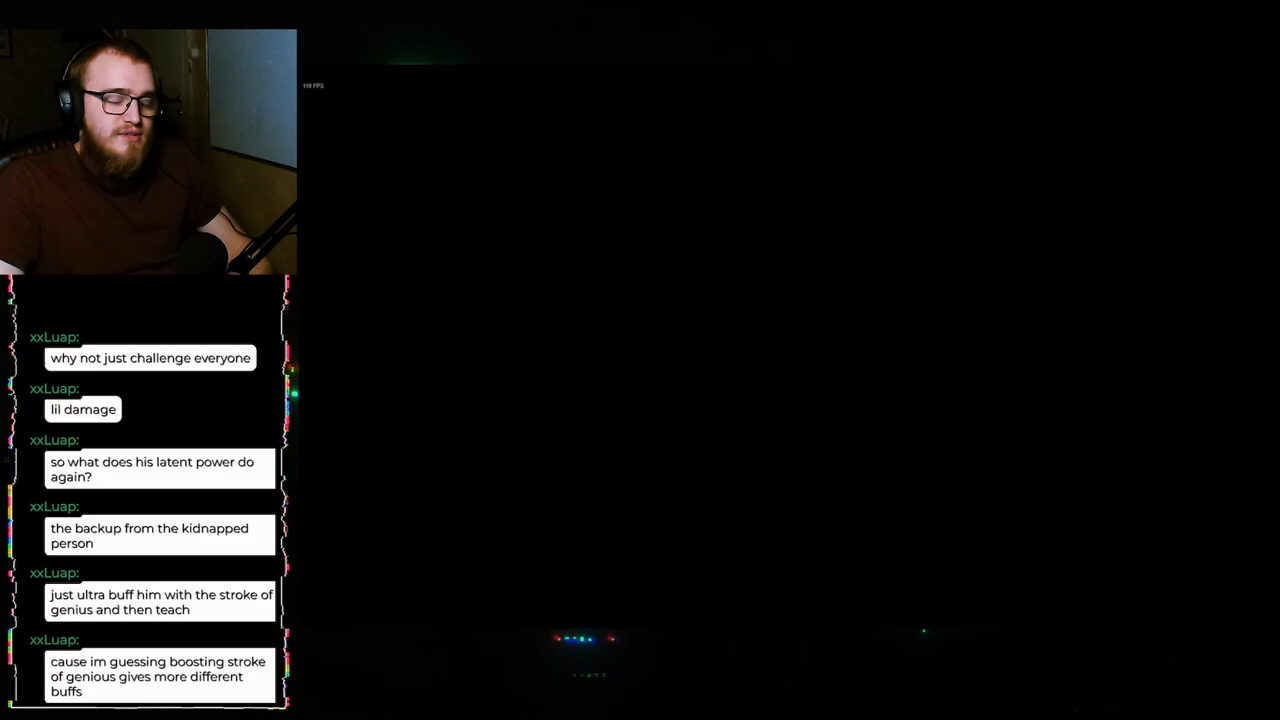 110 FPS
xxLuap:
why not just challenge everyone
xxLuap:
lil damage
xxLuap:
so what does his latent power do
again?
xxLuap:
the backup from the kidnapped
person
xxLuap:
just ultra buff him with the stroke of
genius and then teach
xxLuap:
cause im guessing boosting stroke
of genious gives more different
buffs